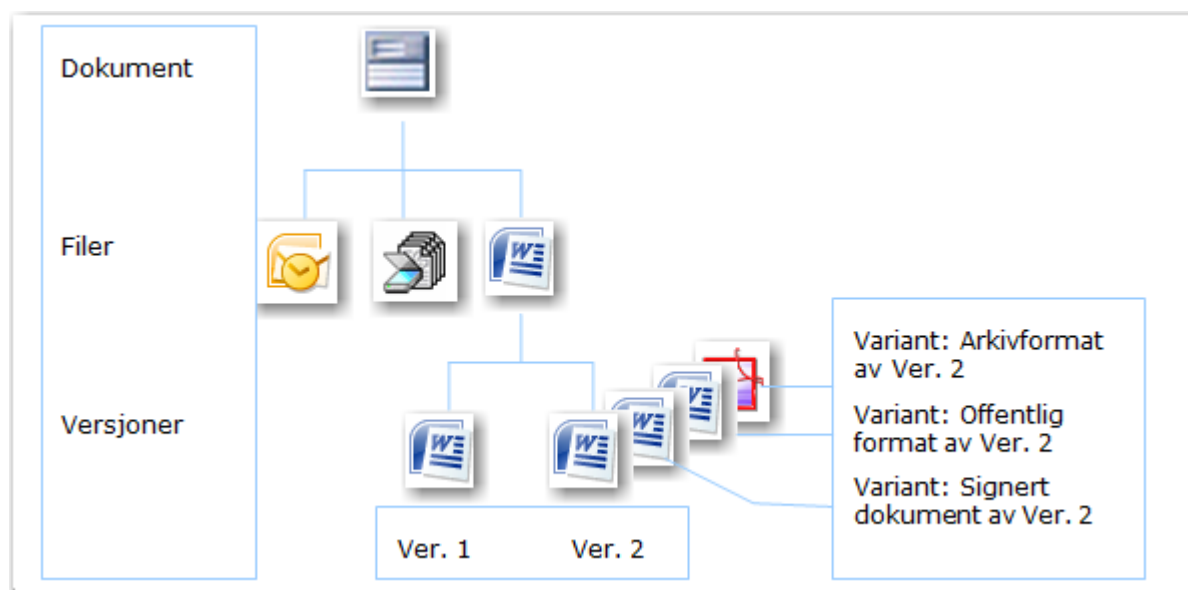 Dokument
Filer
Versjoner
Variant: Arkivformat
av Ver. 2
Variant: Offentlig
format av Ver. 2
Variant: Signert
dokument av Ver. 2
Ver. 1
Ver. 2